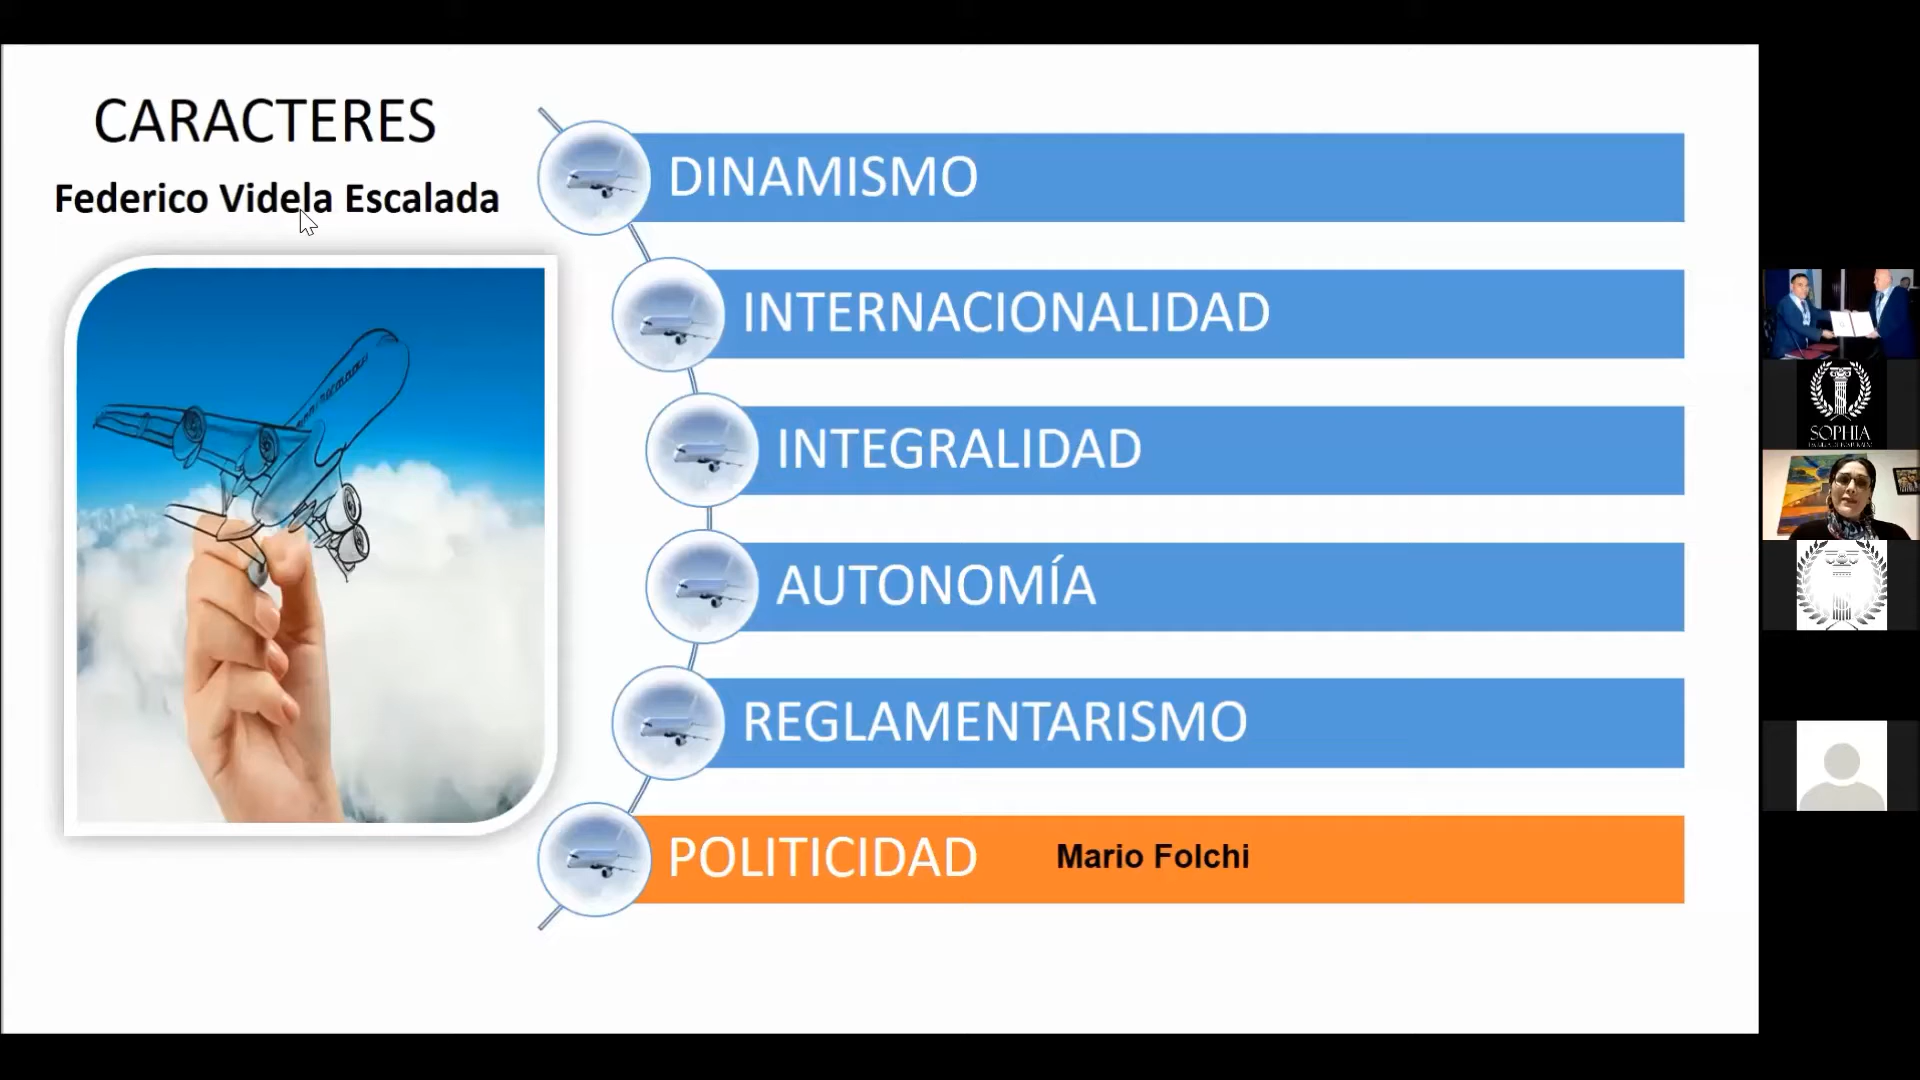 CARACTERES
Federico Videla Escalada
DINAMISMO
INTERNACIONALIDAD
INTEGRALIDAD
AUTONOMÍA
REGLAMENTARISMO
POLITICIDAD Mario Folchi
SOPHIA